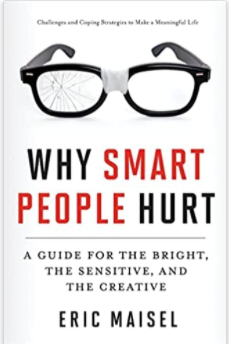 Challenges and Coping Strategies to Make a Meaningful Life
WHY SMART
PEOPLE HURT
A GUIDE FOR THE BRIGHT,
THE SENSITIVE, AND
THE CREATIVE
ERIC MAISEL